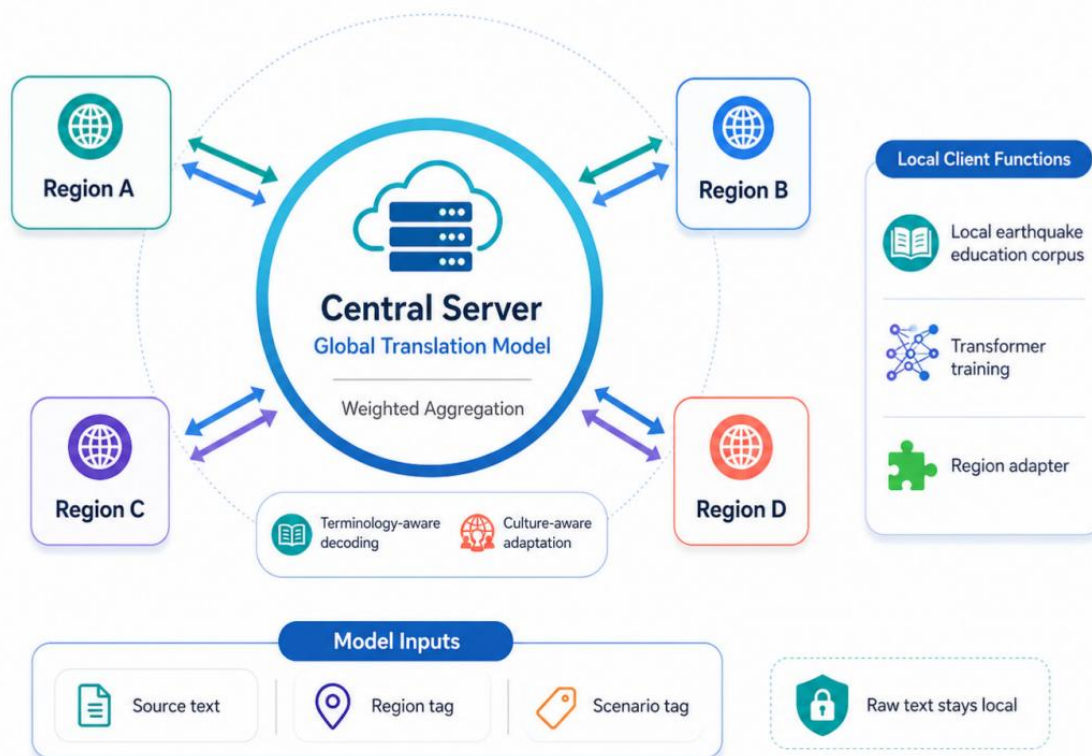 Region A
Region B
Central Server
Global Translation Model
Weighted Aggregation
Region C
Region D
Terminology-aware
decoding
Culture-aware
adaptation
Local Client Functions
Local earthquake
education corpus
Transformer
training
Region adapter
Model Inputs
Source text
Region tag
Scenario tag
Raw text stays local